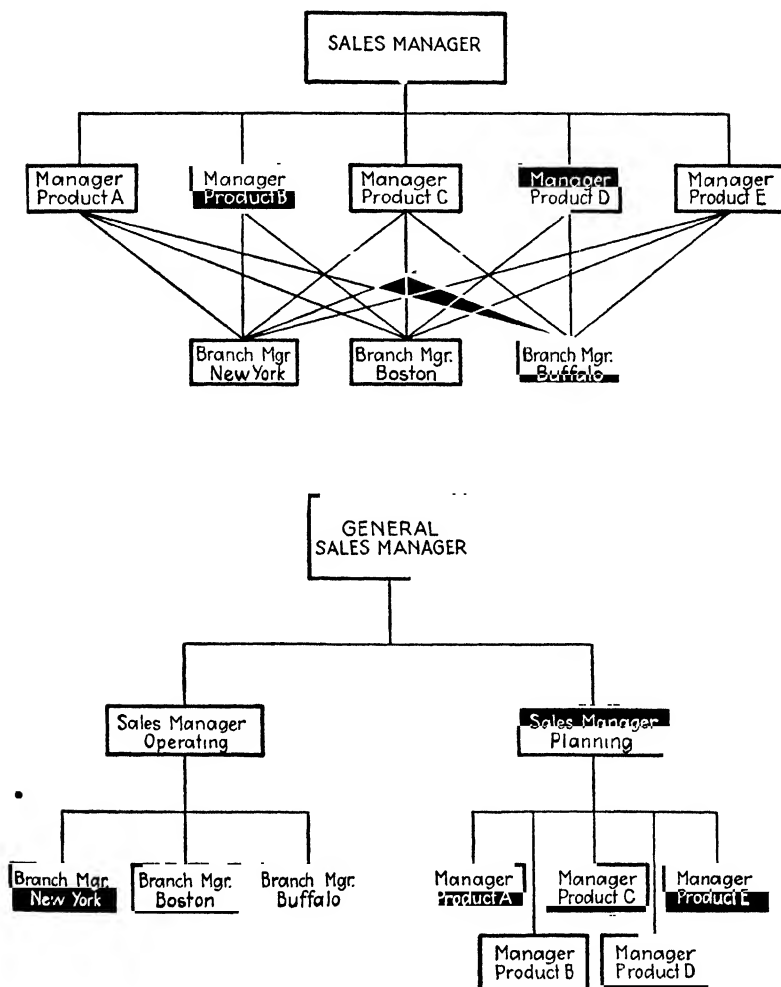 SALES MANAGER
Manager
Product A
Manager
Product B
Manager
Product C
Manager
Product D
Manager
Product E
Branch Mgr
New York
Branch Mgr.
Boston
Branch Mgr.
Buffalo
GENERAL
SALES MANAGER
Sales Manager
Operating
Sales Manager
Planning
Branch Mgr.
New York
Branch Mgr.
Boston
Branch Mgr.
Buffalo
Manager
Product A
Manager
Product C
Manager
Product E
Manager
Product B
Manager
Product D